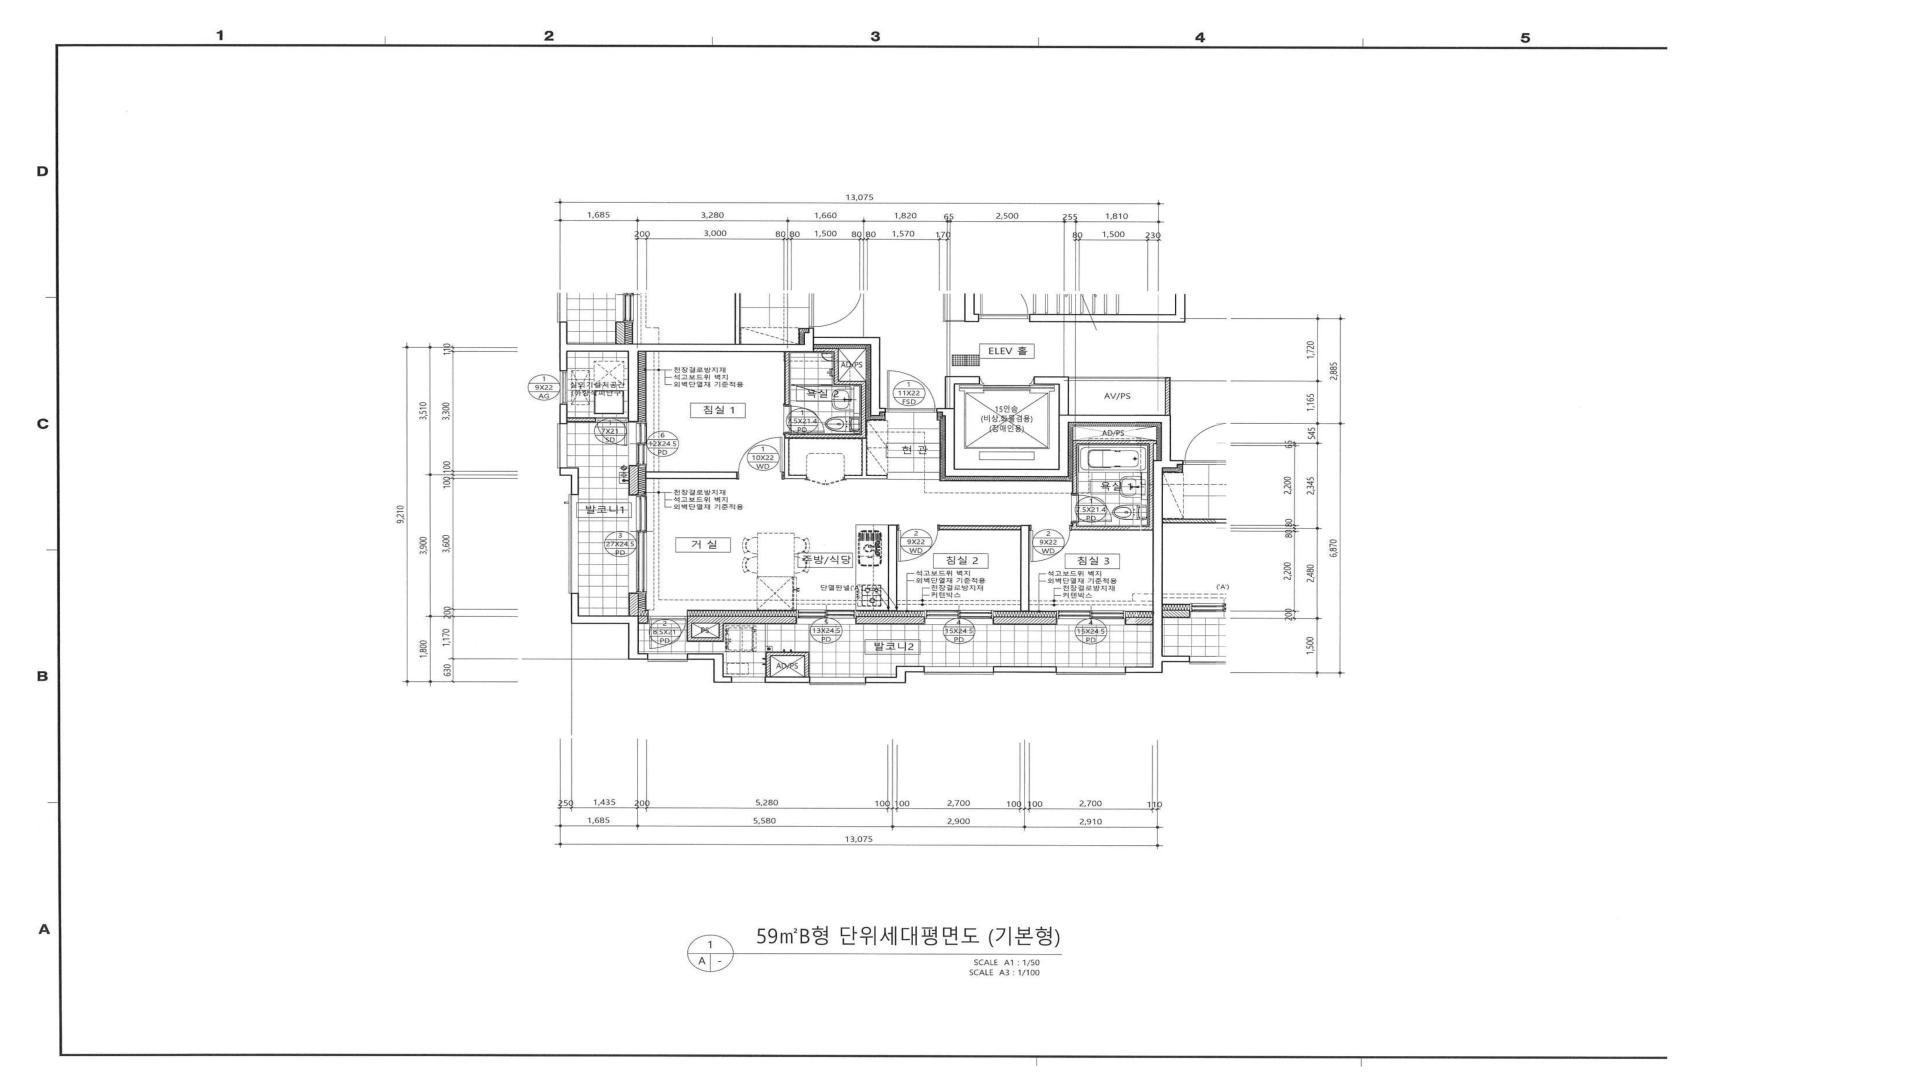 1 2 3 4 5
D
C
B
A
13,075
1,685 3,280 1,660 1,820 65 2,500 255 1,810
200 3,000 80 80 1,500 80 80 1,570 170 80 1,500 230
ELEV 홀
AD/PS
1
9X22
AG
천장결로방지재
석고보드위 벽지
외벽단열재 기준적용
침실 1
욕실 2
1
11X22
FSD
15인승
(비상,화물겸용)
(장애인용)
AV/PS
1
7X21
SD
6
12X24.5
PD
1
7.5X21.4
PD
1
10X22
WD
현 관
AD/PS
욕실 1
1
7.5X21.4
PD
천장결로방지재
석고보드위 벽지
외벽단열재 기준적용
발코니1
3
27X24.5
PD
거 실
주방/식당
2
9X22
WD
침실 2
2
9X22
WD
침실 3
석고보드위 벽지
외벽단열재 기준적용
천장결로방지재
커텐박스
석고보드위 벽지
외벽단열재 기준적용
천장결로방지재
커텐박스
('A')
2
8.5X21
PD
PS
13X24.5
PD
4
15X24.5
PD
4
15X24.5
PD
발코니2
AD/PS
9,210
110
3,510 3,300
100
100
3,900 3,600
200
1,800 1,170
630
1,720
2,885
1,165
545
65
2,200 2,345
80 80
6,870
2,200 2,480
200
1,500
250 1,435 200 5,280 100 100 2,700 100 100 2,700 110
1,685 5,580 2,900 2,910
13,075
1
A -
59㎡B형 단위세대평면도 (기본형)
SCALE A1 : 1/50
SCALE A3 : 1/100